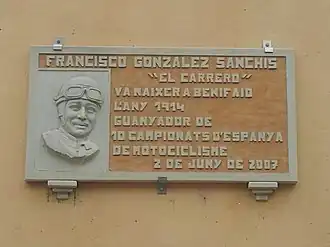 FRANCISCO GONZALEZ SANCHIS
"EL CARRERO"
VA NAIXER A BENIFAIO
L'ANY 1914
GUANYADOR DE
10 CAMPIONATS D'ESPANYA
DE MOTOCICLISME
2 DE JUNY DE 2007